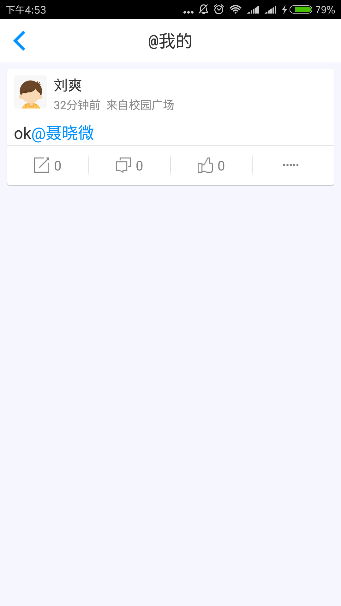 下午4:53 79%
@我的
刘爽
32分钟前 来自校园广场
ok@聂晓微
0 0 0